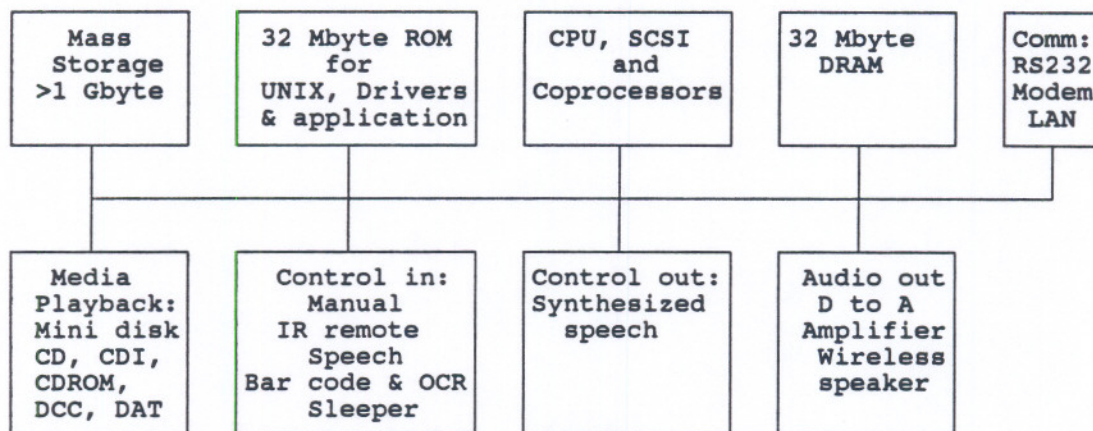 Mass
Storage
>1 Gbyte
32 Mbyte ROM
for
UNIX, Drivers
& application
CPU, SCSI
and
Coprocessors
32 Mbyte
DRAM
Comm:
RS232
Modem
LAN
Media
Playback:
Mini disk
CD, CDI,
CDROM,
DCC, DAT
Control in:
Manual
IR remote
Speech
Bar code & OCR
Sleeper
Control out:
Synthesized
speech
Audio out
D to A
Amplifier
Wireless
speaker